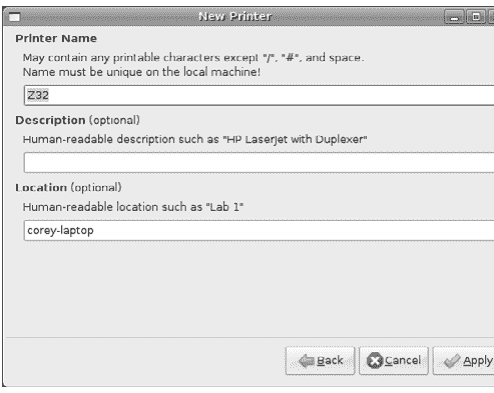 New Printer
Printer Name
May contain any printable characters except "/", "#", and space.
Name must be unique on the local machine!
Z32
Description (optional)
Human-readable description such as "HP LaserJet with Duplexer"
Location (optional)
Human-readable location such as "Lab 1"
corey-laptop
Back
Cancel
Apply